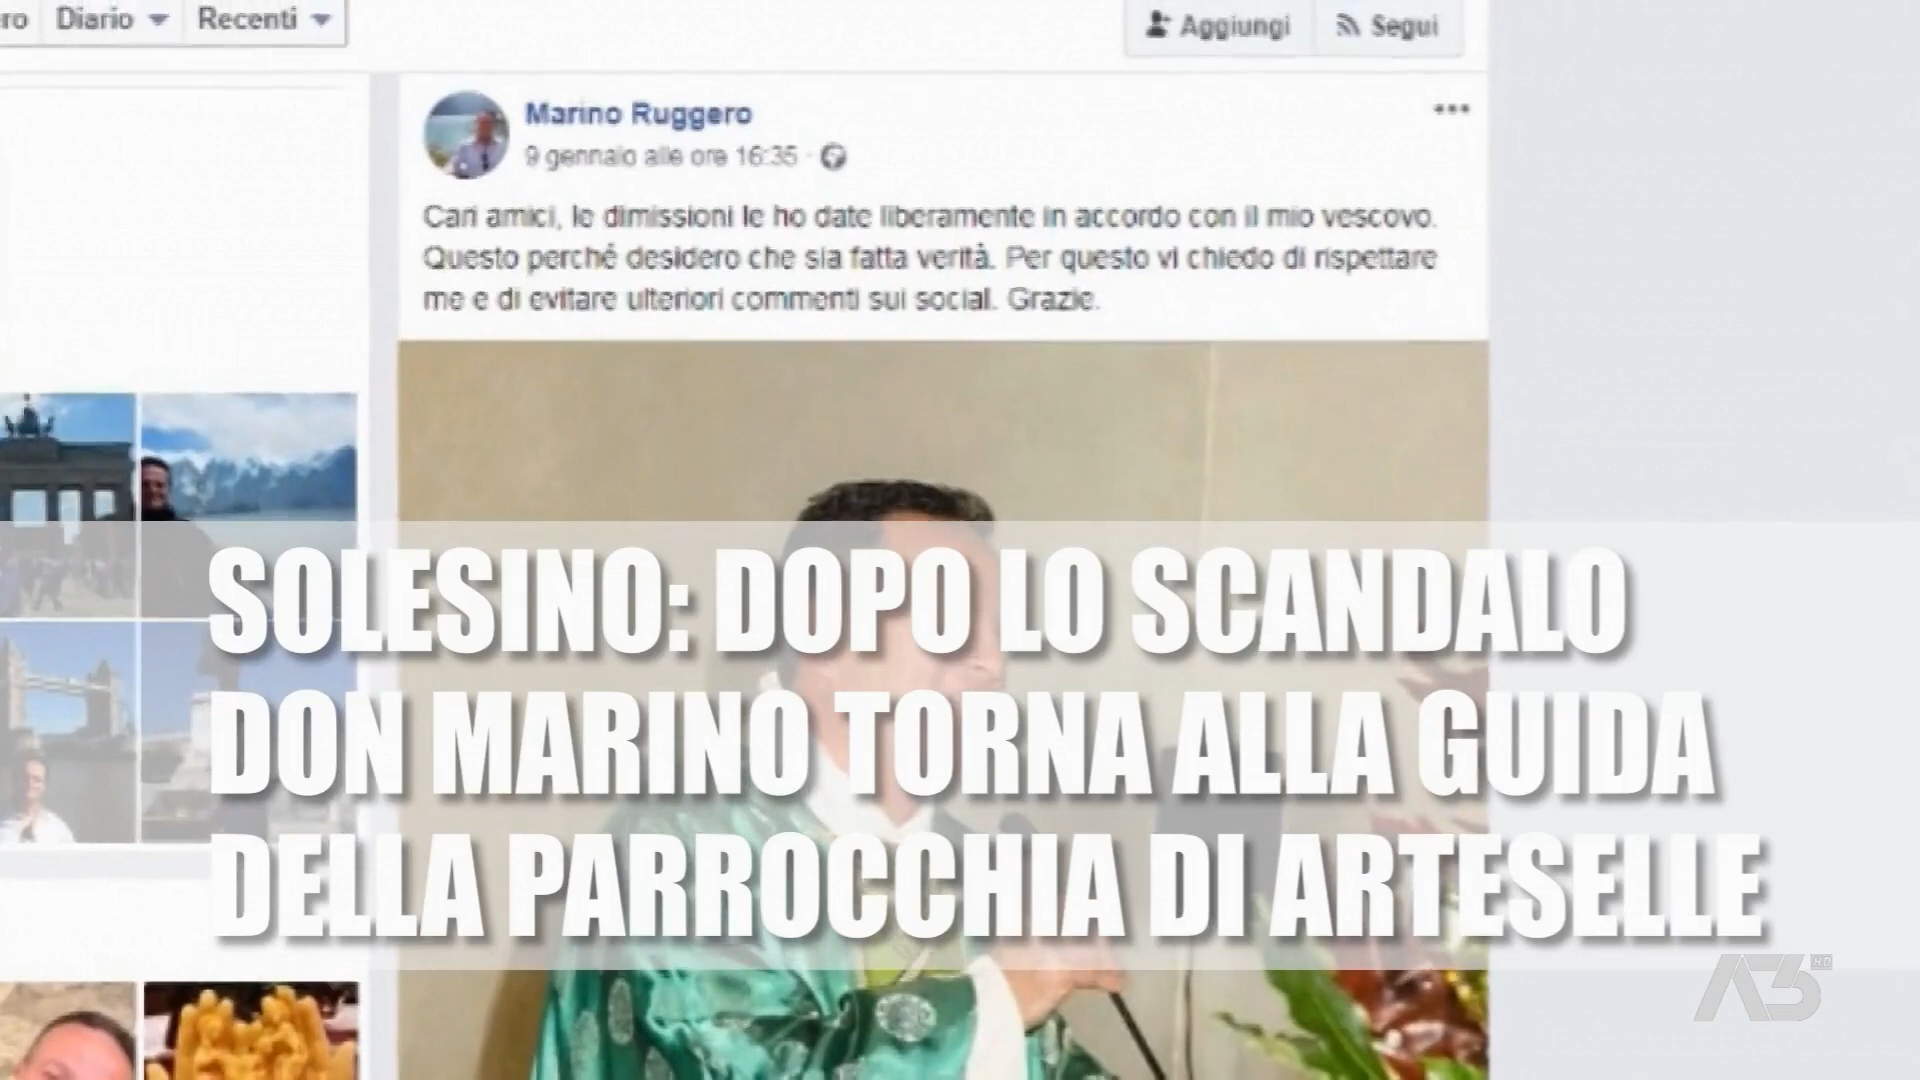 ro Diario Recenti
Aggiungi Segui
Marino Ruggero
9 gennaio alle ore 16:35
Cari amici, le dimissioni le ho date liberamente in accordo con il mio vescovo.
Questo perché desidero che sia fatta verità. Per questo vi chiedo di rispettare
me e di evitare ulteriori commenti sui social. Grazie.
SOLESINO: DOPO LO SCANDALO
DON MARINO TORNA ALLA GUIDA
DELLA PARROCCHIA DI ARTESELLE
A3 HD